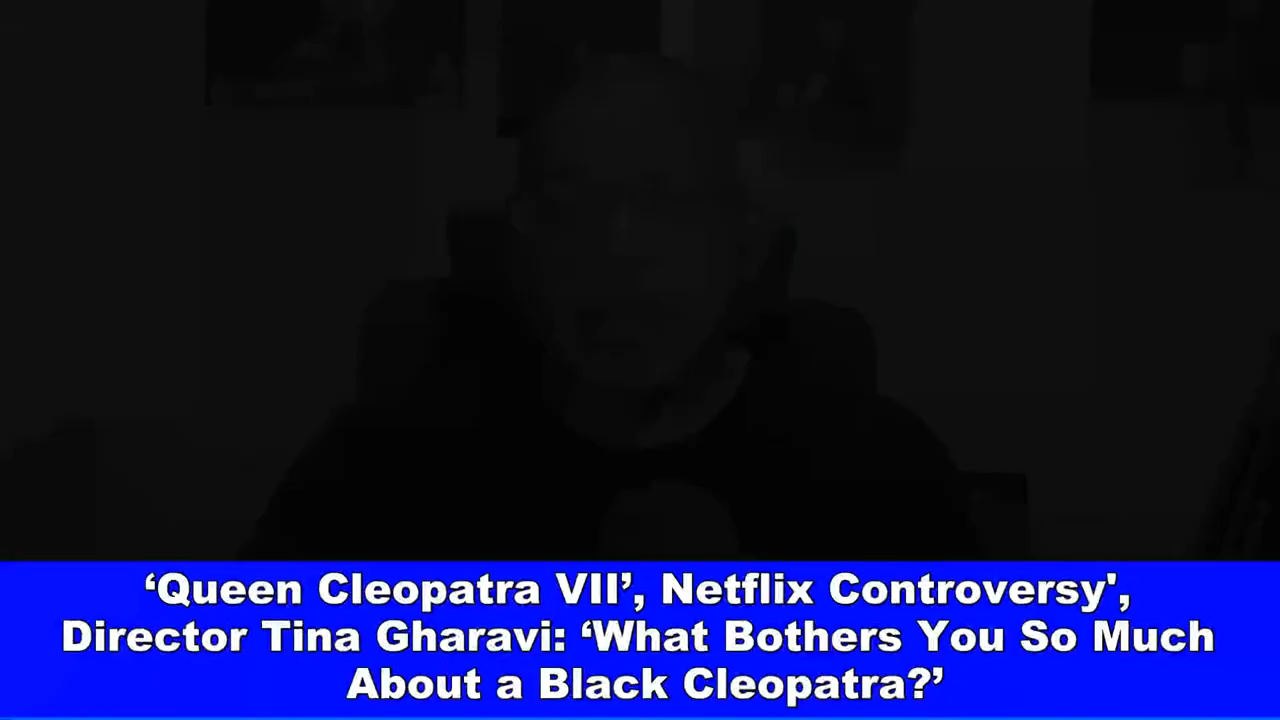 ‘Queen Cleopatra VII’, Netflix Controversy',
Director Tina Gharavi: ‘What Bothers You So Much
About a Black Cleopatra?’